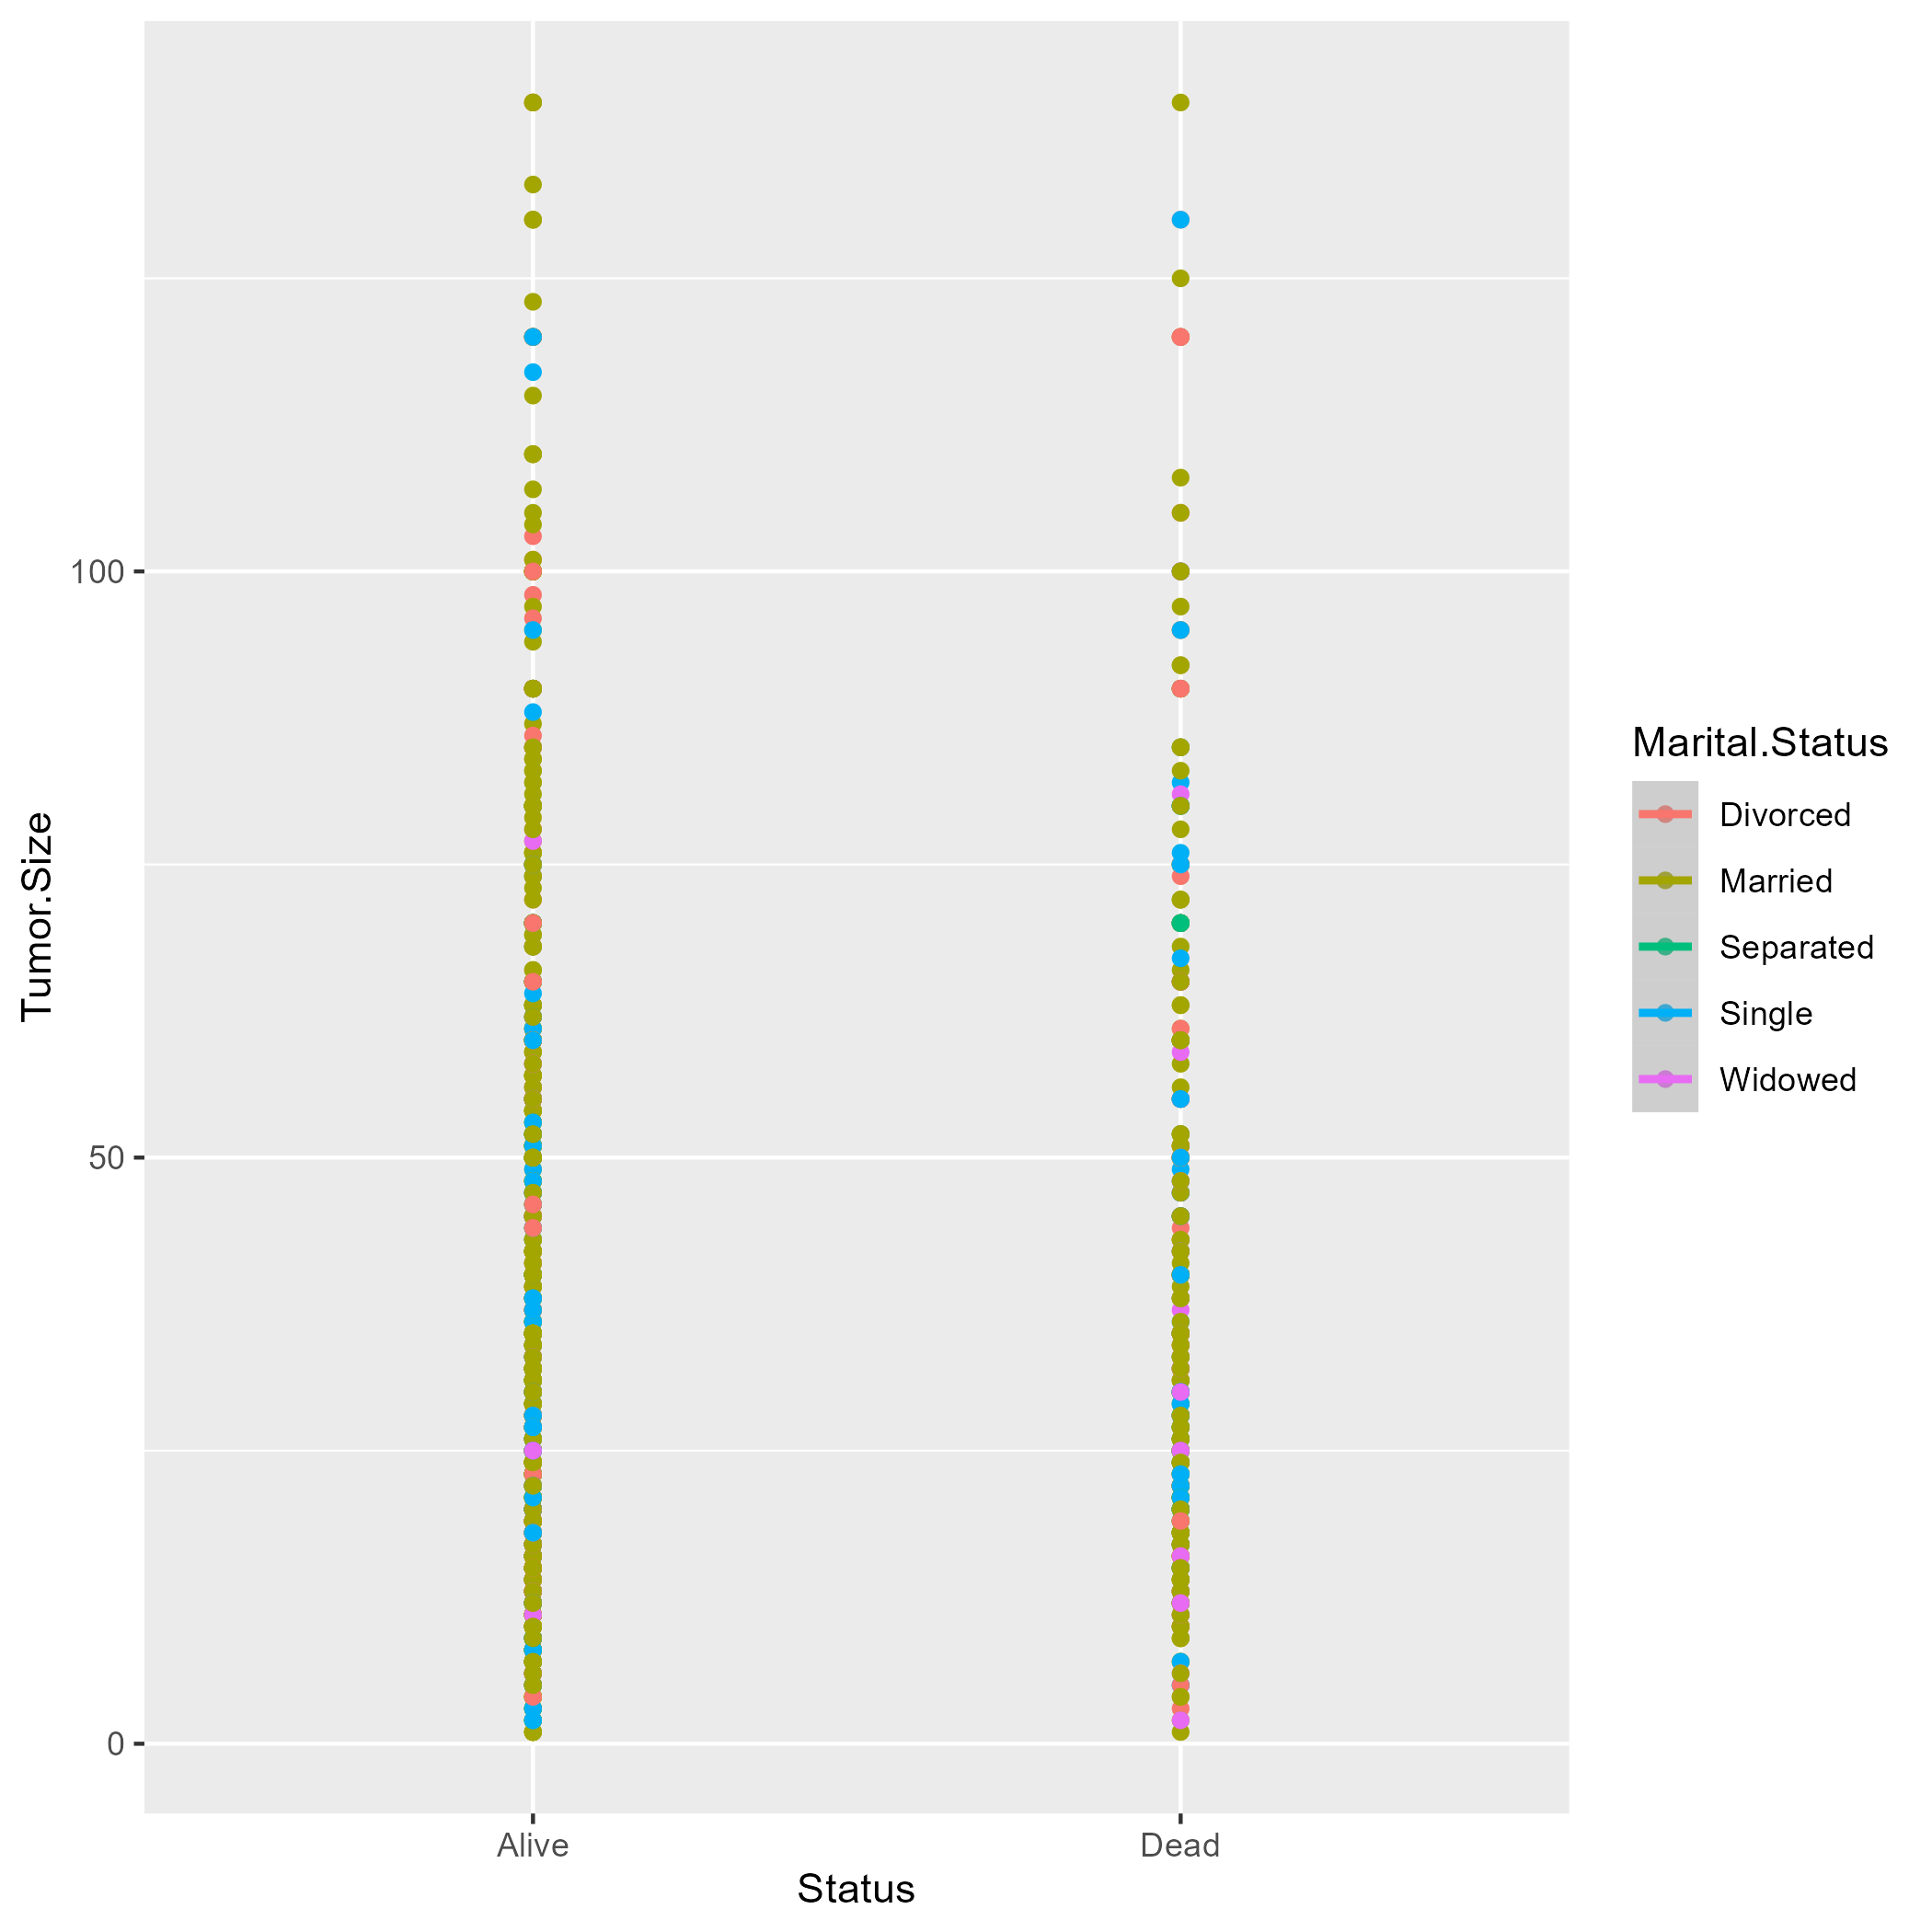 100
50
0
Tumor.Size
Alive
Dead
Status
Marital.Status
Divorced
Married
Separated
Single
Widowed